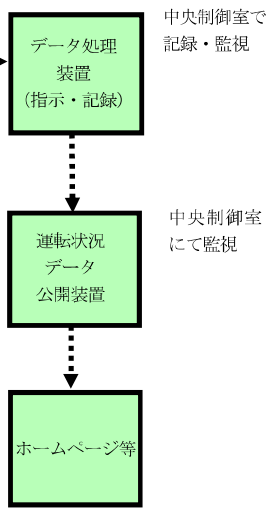 データ処理
装置
（指示・記録）
中央制御室で
記録・監視
運転状況
データ
公開装置
中央制御室
にて監視
ホームページ等